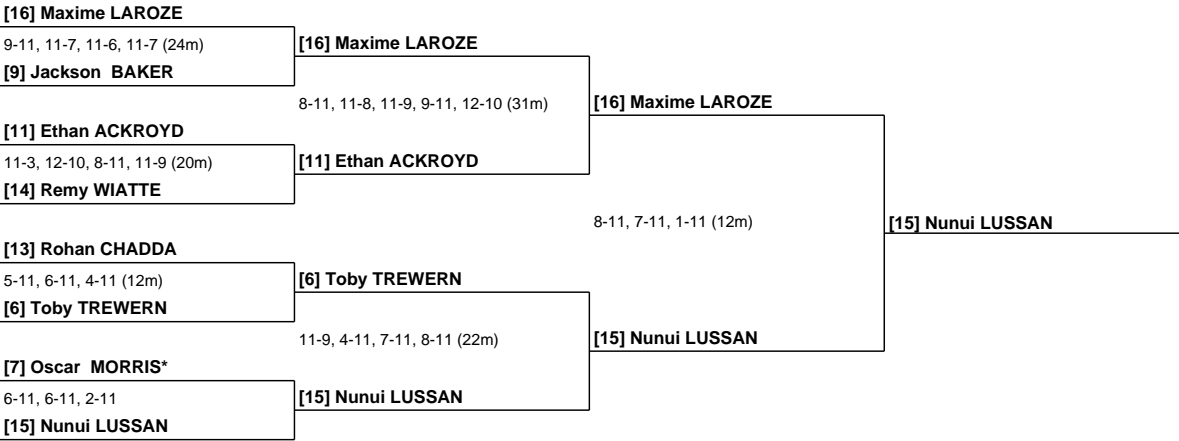 [16] Maxime LAROZE
9-11, 11-7, 11-6, 11-7 (24m)
[9] Jackson BAKER
[11] Ethan ACKROYD
11-3, 12-10, 8-11, 11-9 (20m)
[14] Remy WIATTE
[13] Rohan CHADDA
5-11, 6-11, 4-11 (12m)
[6] Toby TREWERN
[7] Oscar MORRIS*
6-11, 6-11, 2-11
[15] Nunui LUSSAN
[16] Maxime LAROZE
8-11, 11-8, 11-9, 9-11, 12-10 (31m)
[11] Ethan ACKROYD
[6] Toby TREWERN
11-9, 4-11, 7-11, 8-11 (22m)
[15] Nunui LUSSAN
[16] Maxime LAROZE
8-11, 7-11, 1-11 (12m)
[15] Nunui LUSSAN
[15] Nunui LUSSAN